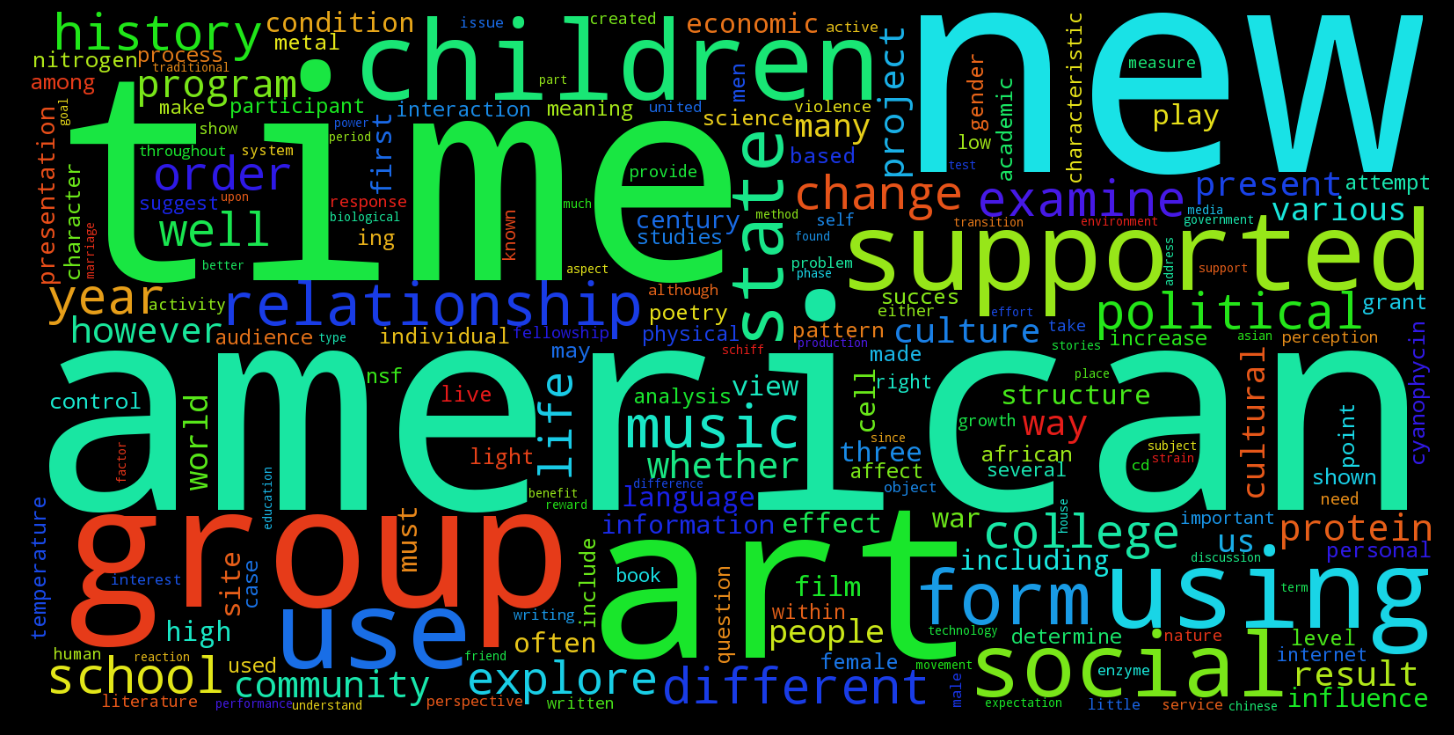 history
condition
issue
created
economic
active
children
new
metal
nitrogen
process
traditional
among
program
part
men
project
gender
measure
characteristic
goal
make
participant
interaction
meaning
united
violence
science
many
play
academic
low
presentation
show
power
period
first
time
throughout
system
based
test
order
provide
state
character
response
change
examine
present
attempt
suggest
upon
biological
known
much
century
method
self
media
government
various
marriage
well
ing
studies
found
transition
environment
better
aspect
problem
phase
supported
address
support
year
activity
relationship
although
succes
either
effort
political
grant
poetry
however
audience
type
individual
fellowship
physical
pattern
culture
take
increase
asian
perception
may
schiff
production
made
stories
cyanophycin
american
nsf
life
analysis
view
cell
right
place
cultural
control
live
structure
world
music
growth
way
point
factor
light
since
three
african
subject
whether
affect
several
cd
strain
shown
education
benefit
reward
difference
language
object
need
temperature
group
must
information
effect
war
college
house
important
us
protein
including
discussion
personal
interest
site
case
include
book
art
question
film
form
using
term
use
writing
within
high
often
people
technology
determine
nature
level
human
reaction
friend
female
movement
social
internet
school
used
community
explore
different
male
enzyme
result
literature
performance
understand
perspective
written
expectation
little
service
chinese
influence